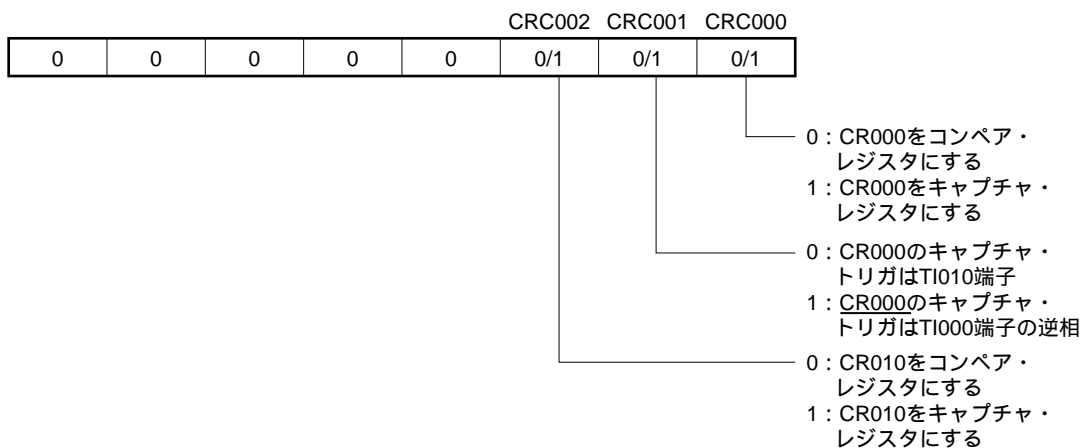 CRC002 CRC001 CRC000
0 0 0 0 0 0/1 0/1 0/1
0：CR000をコンペア・
レジスタにする
1：CR000をキャプチャ・
レジスタにする
0：CR000のキャプチャ・
トリガはTI010端子
1：CR000のキャプチャ・
トリガはTI000端子の逆相
0：CR010をコンペア・
レジスタにする
1：CR010をキャプチャ・
レジスタにする